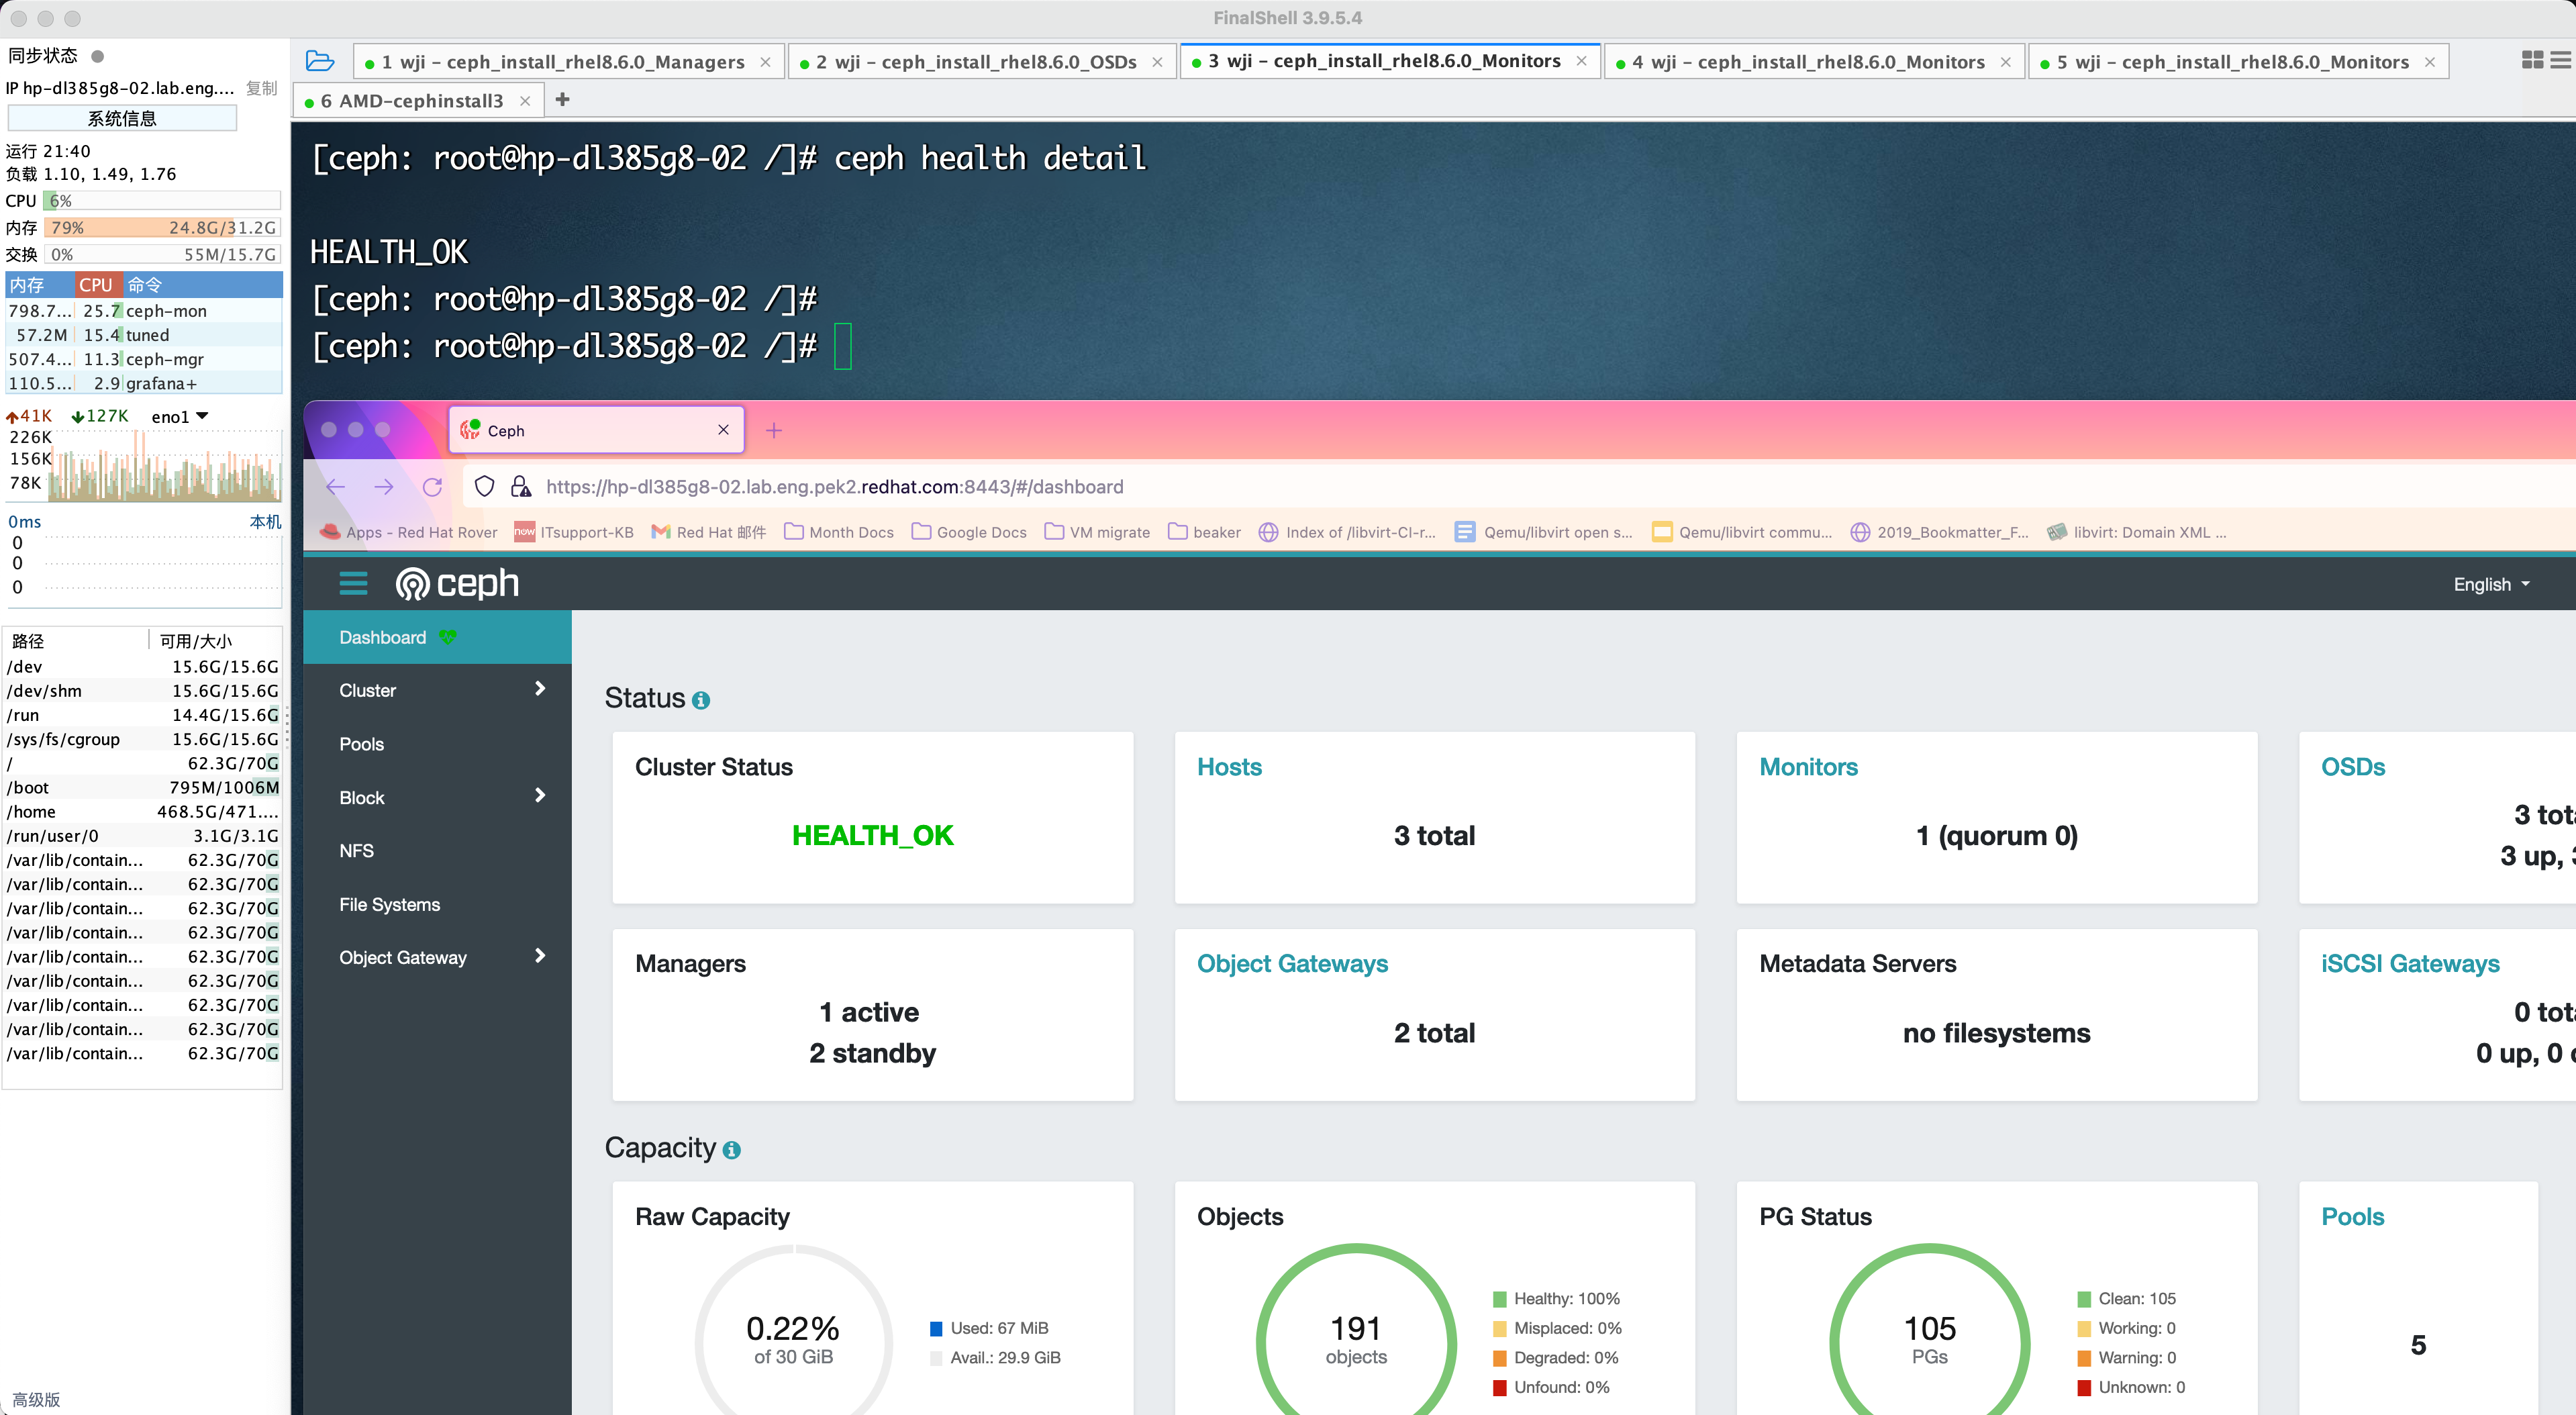 FinalShell 3.9.5.4
同步状态
IP hp-dl385g8-02.lab.eng.... 复制
系统信息
运行 21:40
负载 1.10, 1.49, 1.76
CPU 6%
内存 79% 24.8G/31.2G
交换 0% 55M/15.7G
内存 CPU 命令
798.7... 25.7 ceph-mon
57.2M 15.4 tuned
507.4... 11.3 ceph-mgr
110.5... 2.9 grafana+
41K 127K eno1
226K
156K
78K
0ms 本机
0
0
0
路径 可用/大小
/dev 15.6G/15.6G
/dev/shm 15.6G/15.6G
/run 14.4G/15.6G
/sys/fs/cgroup 15.6G/15.6G
/ 62.3G/70G
/boot 795M/1006M
/home 468.5G/471....
/run/user/0 3.1G/3.1G
/var/lib/contain... 62.3G/70G
/var/lib/contain... 62.3G/70G
/var/lib/contain... 62.3G/70G
/var/lib/contain... 62.3G/70G
/var/lib/contain... 62.3G/70G
/var/lib/contain... 62.3G/70G
/var/lib/contain... 62.3G/70G
/var/lib/contain... 62.3G/70G
/var/lib/contain... 62.3G/70G
高级版
1 wji – ceph_install_rhel8.6.0_Managers
2 wji – ceph_install_rhel8.6.0_OSDs
3 wji – ceph_install_rhel8.6.0_Monitors
4 wji – ceph_install_rhel8.6.0_Monitors
5 wji – ceph_install_rhel8.6.0_Monitors
6 AMD-cephinstall3
[ceph: root@hp-dl385g8-02 /]# ceph health detail
HEALTH_OK
[ceph: root@hp-dl385g8-02 /]#
[ceph: root@hp-dl385g8-02 /]#
Ceph
https://hp-dl385g8-02.lab.eng.pek2.redhat.com:8443/#/dashboard
Apps - Red Hat Rover
now ITsupport-KB
Red Hat 邮件
Month Docs
Google Docs
VM migrate
beaker
Index of /libvirt-CI-r...
Qemu/libvirt open s...
Qemu/libvirt commu...
2019_Bookmatter_F...
libvirt: Domain XML ...
ceph
English
Dashboard
Cluster
Pools
Block
NFS
File Systems
Object Gateway
Status
Cluster Status
HEALTH_OK
Hosts
3 total
Monitors
1 (quorum 0)
OSDs
3 tot
3 up,
Managers
1 active
2 standby
Object Gateways
2 total
Metadata Servers
no filesystems
iSCSI Gateways
0 tot
0 up, 0
Capacity
Raw Capacity
0.22%
of 30 GiB
Used: 67 MiB
Avail.: 29.9 GiB
Objects
191
objects
Healthy: 100%
Misplaced: 0%
Degraded: 0%
Unfound: 0%
PG Status
105
PGs
Clean: 105
Working: 0
Warning: 0
Unknown: 0
Pools
5